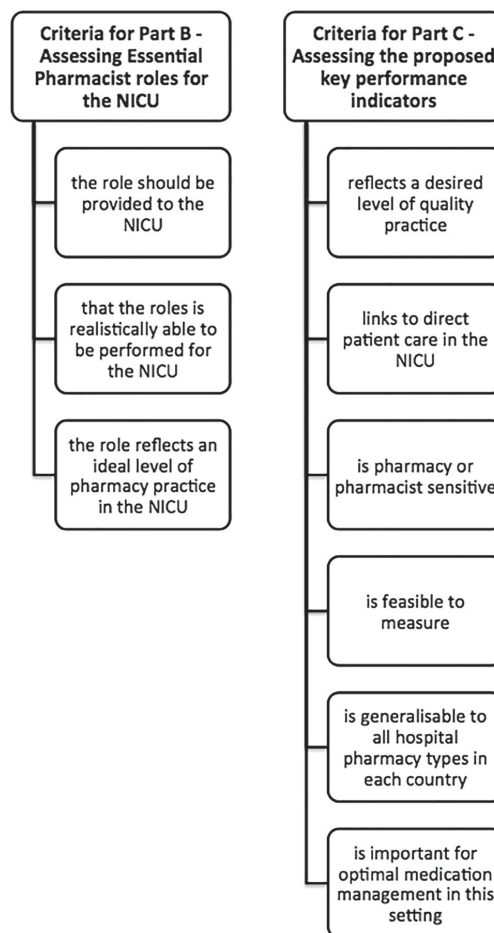 Criteria for Part B -
Assessing Essential
Pharmacist roles for
the NICU
the role should be
provided to the
NICU
that the roles is
realistically able to
be performed for
the NICU
the role reflects an
ideal level of
pharmacy practice
in the NICU
Criteria for Part C -
Assessing the proposed
key performance
indicators
reflects a desired
level of quality
practice
links to direct
patient care in the
NICU
is pharmacy or
pharmacist sensitive
is feasible to
measure
is generalisable to
all hospital
pharmacy types in
each country
is important for
optimal medication
management in this
setting